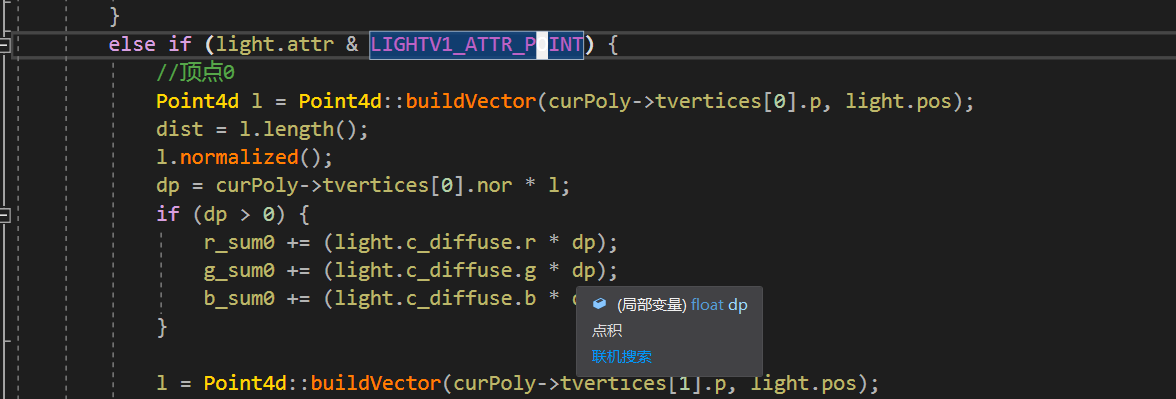 }
else if (light.attr & LIGHTV1_ATTR_POINT) {
//顶点0
Point4d l = Point4d::buildVector(curPoly->tvertices[0].p, light.pos);
dist = l.length();
l.normalized();
dp = curPoly->tvertices[0].nor * l;
if (dp > 0) {
r_sum0 += (light.c_diffuse.r * dp);
g_sum0 += (light.c_diffuse.g * dp);
b_sum0 += (light.c_diffuse.b *
(局部变量) float dp
点积
联机搜索
}
l = Point4d::buildVector(curPoly->tvertices[1].p, light.pos);